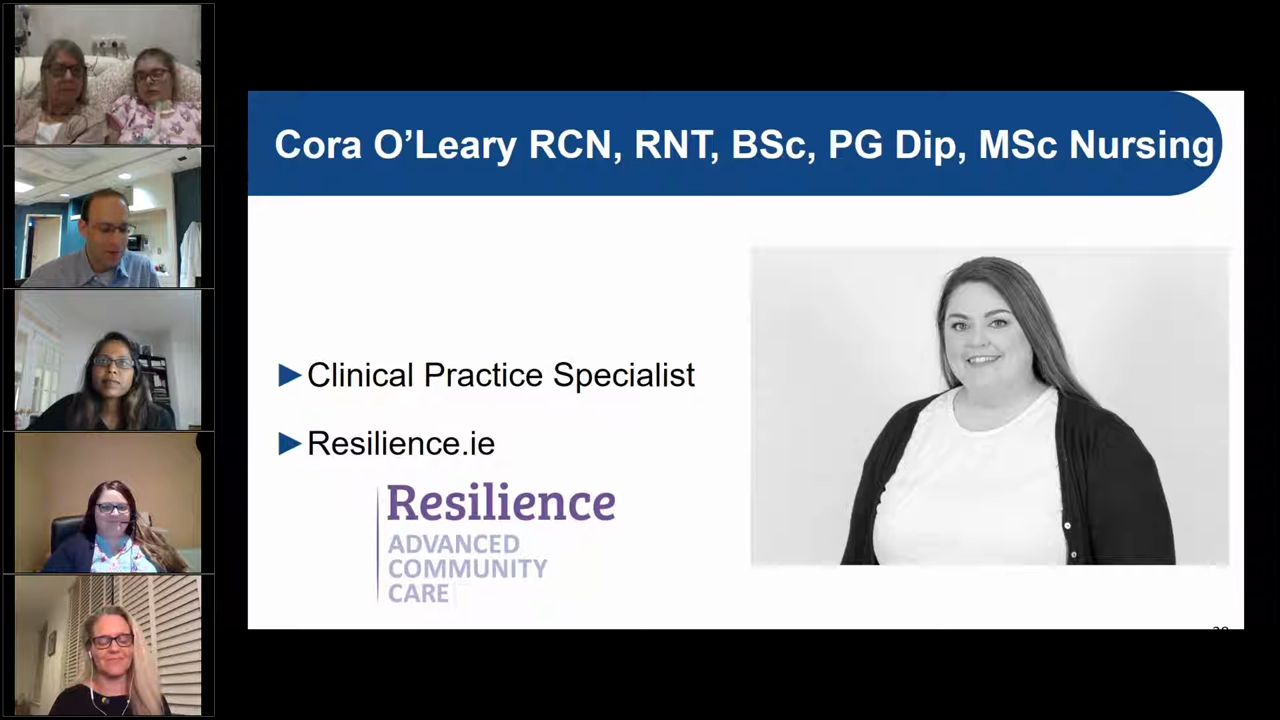 Cora O’Leary RCN, RNT, BSc, PG Dip, MSc Nursing
►Clinical Practice Specialist
►Resilience.ie
Resilience
ADVANCED
COMMUNITY
CARE